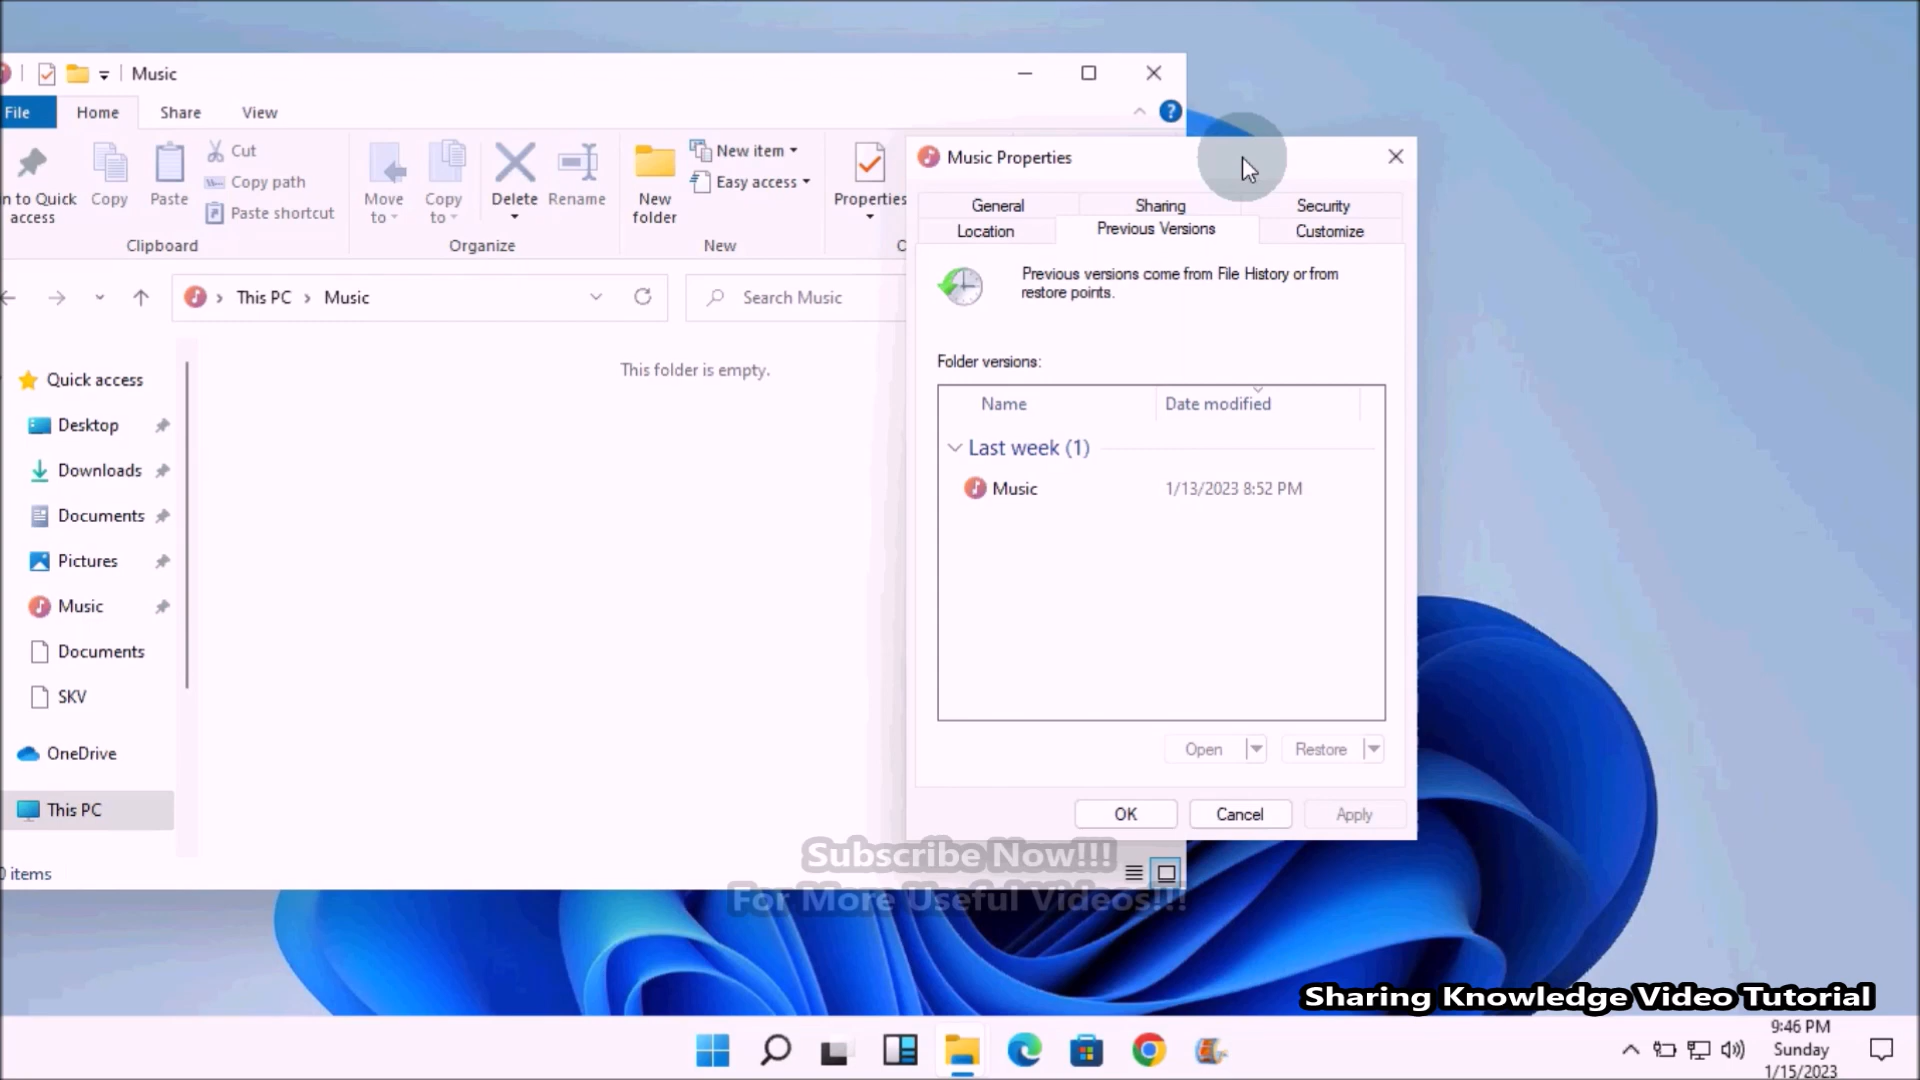 Music
File
Home
Share
View
?
n to Quick
access
Copy
Paste
Cut
Copy path
Paste shortcut
Clipboard
Move
to
Copy
to
Delete
Rename
Organize
New
folder
New item
Easy access
New
Properties
This PC > Music
Search Music
This folder is empty.
Quick access
Desktop
Downloads
Documents
Pictures
Music
Documents
SKV
OneDrive
This PC
0 items
Music Properties
General
Sharing
Security
Location
Previous Versions
Customize
Previous versions come from File History or from
restore points.
Folder versions:
Name
Date modified
Last week (1)
Music
1/13/2023 8:52 PM
Open
Restore
OK
Cancel
Apply
Subscribe Now!!!
For More Useful Videos!!!
Sharing Knowledge Video Tutorial
9:46 PM
Sunday
1/15/2023